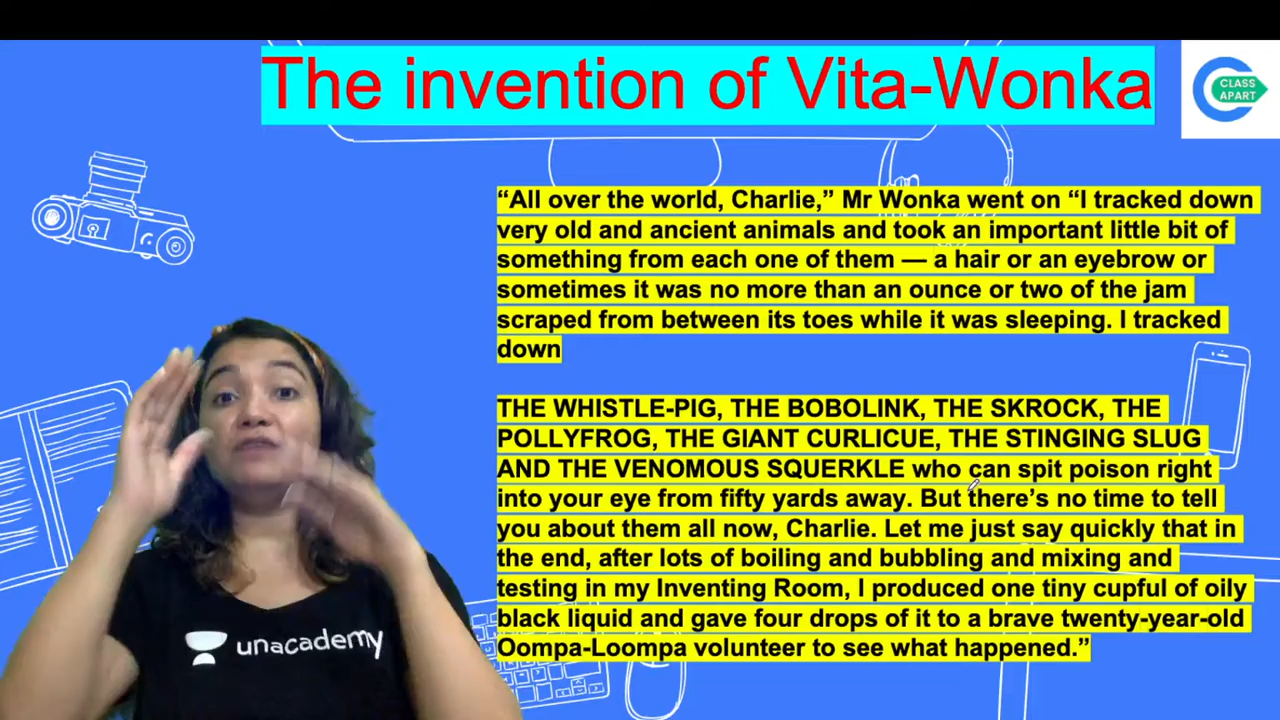 The invention of Vita-Wonka
CLASS
APART
“All over the world, Charlie,” Mr Wonka went on “I tracked down
very old and ancient animals and took an important little bit of
something from each one of them — a hair or an eyebrow or
sometimes it was no more than an ounce or two of the jam
scraped from between its toes while it was sleeping. I tracked
down
THE WHISTLE-PIG, THE BOBOLINK, THE SKROCK, THE
POLLYFROG, THE GIANT CURLICUE, THE STINGING SLUG
AND THE VENOMOUS SQUERKLE who can spit poison right
into your eye from fifty yards away. But there’s no time to tell
you about them all now, Charlie. Let me just say quickly that in
the end, after lots of boiling and bubbling and mixing and
testing in my Inventing Room, I produced one tiny cupful of oily
black liquid and gave four drops of it to a brave twenty-year-old
Oompa-Loompa volunteer to see what happened.”
unacademy